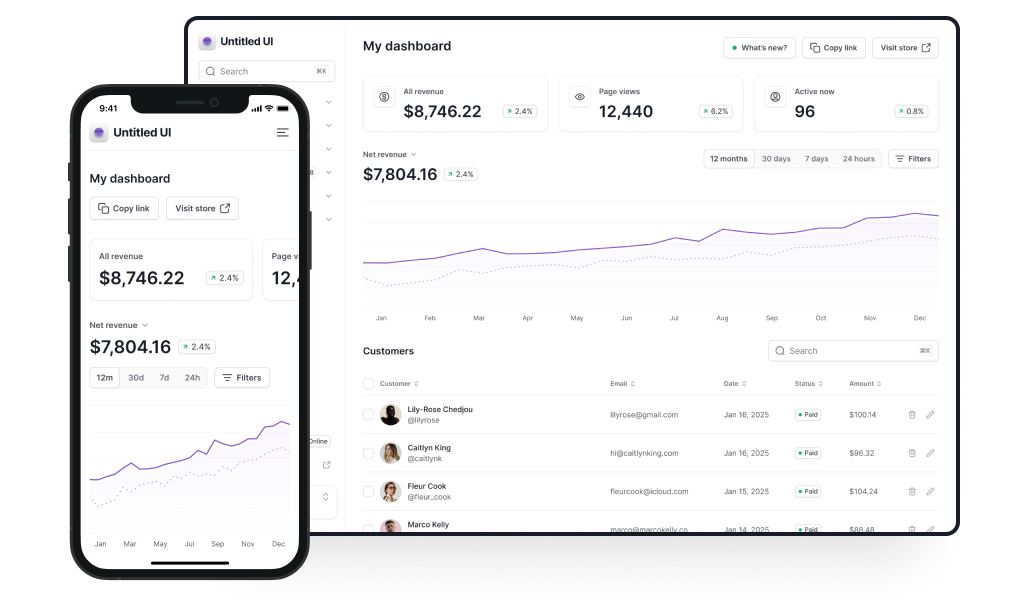 Untitled UI
Search ⌘K
My dashboard
What's new?
Copy link
Visit store
All revenue
$8,746.22
2.4%
Page views
12,440
6.2%
Active now
96
0.8%
Net revenue
$7,804.16
2.4%
12 months 30 days 7 days 24 hours
Filters
Jan Feb Mar Apr May Jun Jul Aug Sep Oct Nov Dec
Customers
Search ⌘K
Customer Email Date Status Amount
Lily-Rose Chedjou
@lilyrose
lilyrose@gmail.com Jan 16, 2025 Paid $100.14
Caitlyn King
@caitlynk
hi@caitlynking.com Jan 16, 2025 Paid $96.32
Fleur Cook
@fleur_cook
fleurcook@icloud.com Jan 15, 2025 Paid $104.24
Marco Kelly
marco@marcokelly.co Jan 14, 2025 Paid $88.48
8
Online
9:41
Untitled UI
My dashboard
Copy link
Visit store
All revenue
$8,746.22
2.4%
Page v
12,4
Net revenue
$7,804.16
2.4%
12m 30d 7d 24h
Filters
Jan Mar May Jul Sep Nov Dec